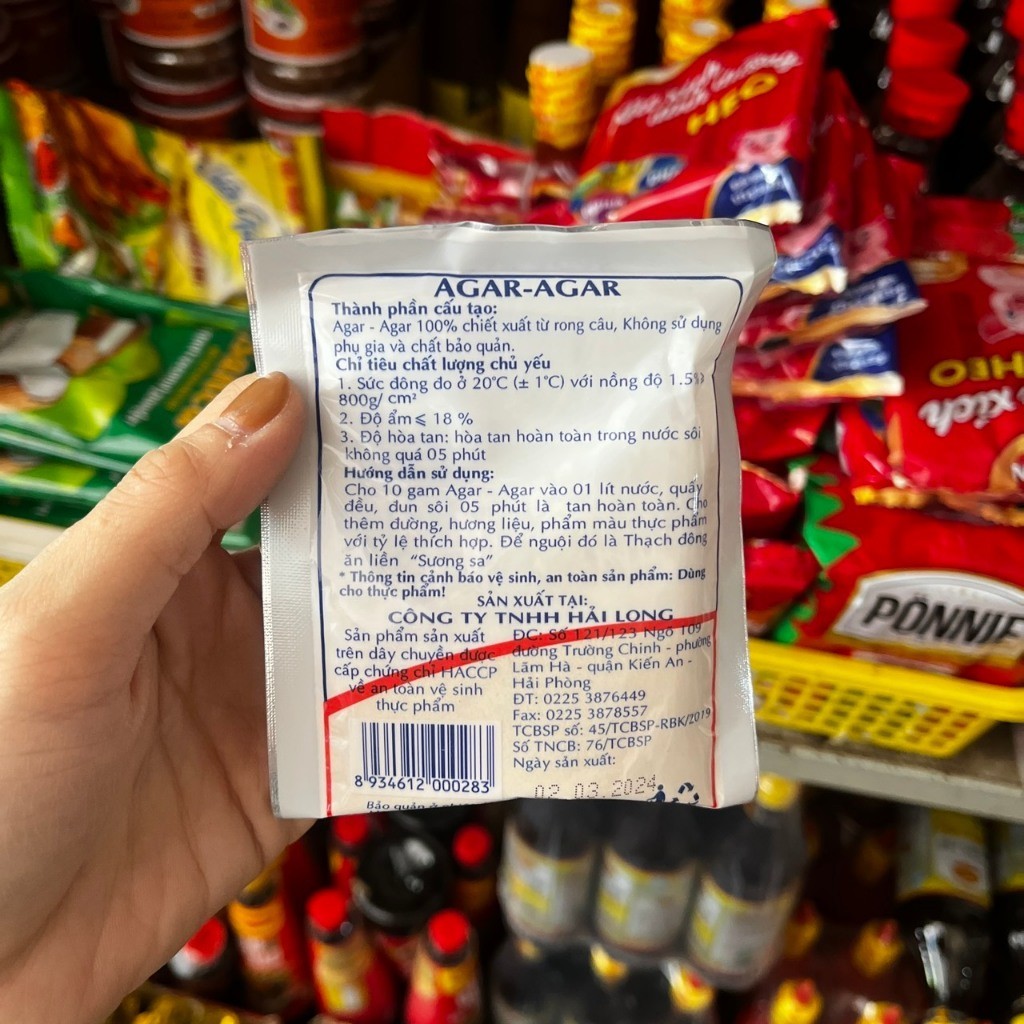 HEO
AGAR-AGAR
Thành phần cấu tạo:
Agar - Agar 100% chiết xuất từ rong câu, Không sử dụng
phụ gia và chất bảo quản.
Chỉ tiêu chất lượng chủ yếu
1. Sức đông đo ở 20°C (± 1°C) với nồng độ 1.5%
800g/ cm²
2. Độ ẩm ⩽ 18 %
3. Độ hòa tan: hòa tan hoàn toàn trong nước sôi
không quá 05 phút
Hướng dẫn sử dụng:
Cho 10 gam Agar - Agar vào 01 lít nước, quấy
đều, đun sôi 05 phút là tan hoàn toàn. Cho
thêm đường, hương liệu, phẩm màu thực phẩm
với tỷ lệ thích hợp. Để nguội đó là Thạch đông
ăn liền "Sương sa"
* Thông tin cảnh báo vệ sinh, an toàn sản phẩm: Dùng
cho thực phẩm!
SẢN XUẤT TẠI:
CÔNG TY TNHH HẢI LONG
Sản phẩm sản xuất
trên dây chuyền được
cấp chứng chỉ HACCP
về an toàn vệ sinh
thực phẩm
ĐC: Số 121/123 Ngõ 109
đường Trường Chinh - phường
Lãm Hà - quận Kiến An -
Hải Phòng
ĐT: 0225 3876449
Fax: 0225 3878557
TCBSP số: 45/TCBSP-RBK/2019
Số TNCB: 76/TCBSP
Ngày sản xuất:
02.03.2024
8 934612 000283
Bảo quản ở
HEO
xích
PÔNNIE